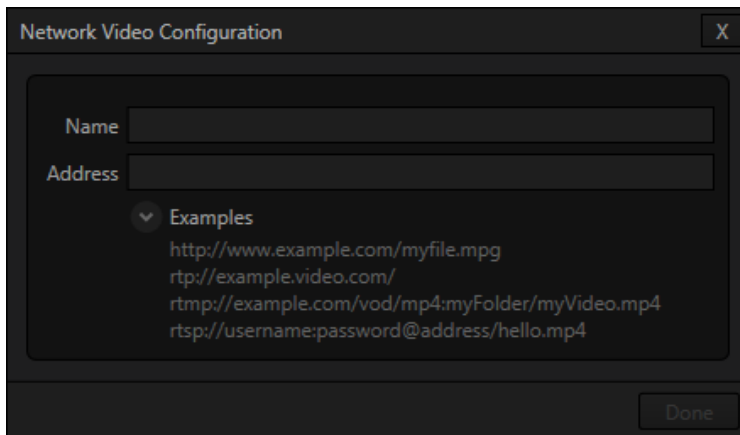 Network Video Configuration X
Name
Address
Examples
http://www.example.com/myfile.mpg
rtp://example.video.com/
rtmp://example.com/vod/mp4:myFolder/myVideo.mp4
rtsp://username:password@address/hello.mp4
Done